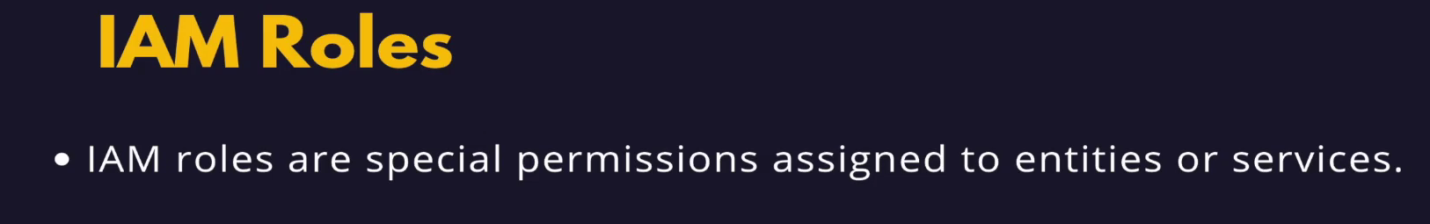 IAM Roles
• IAM roles are special permissions assigned to entities or services.